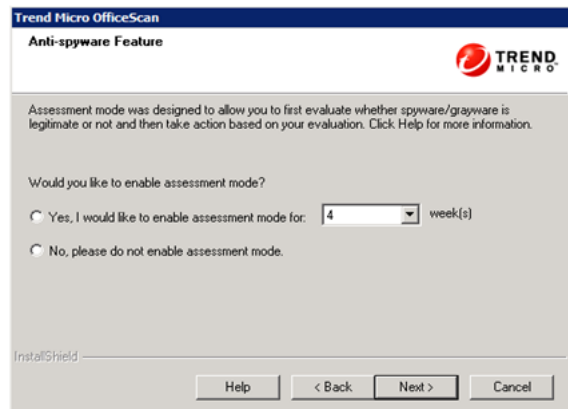 Trend Micro OfficeScan
Anti-spyware Feature
TREND
MICRO
Assessment mode was designed to allow you to first evaluate whether spyware/grayware is
legitimate or not and then take action based on your evaluation. Click Help for more information.
Would you like to enable assessment mode?
Yes, I would like to enable assessment mode for: 4 week(s)
No, please do not enable assessment mode.
InstallShield
Help < Back Next > Cancel